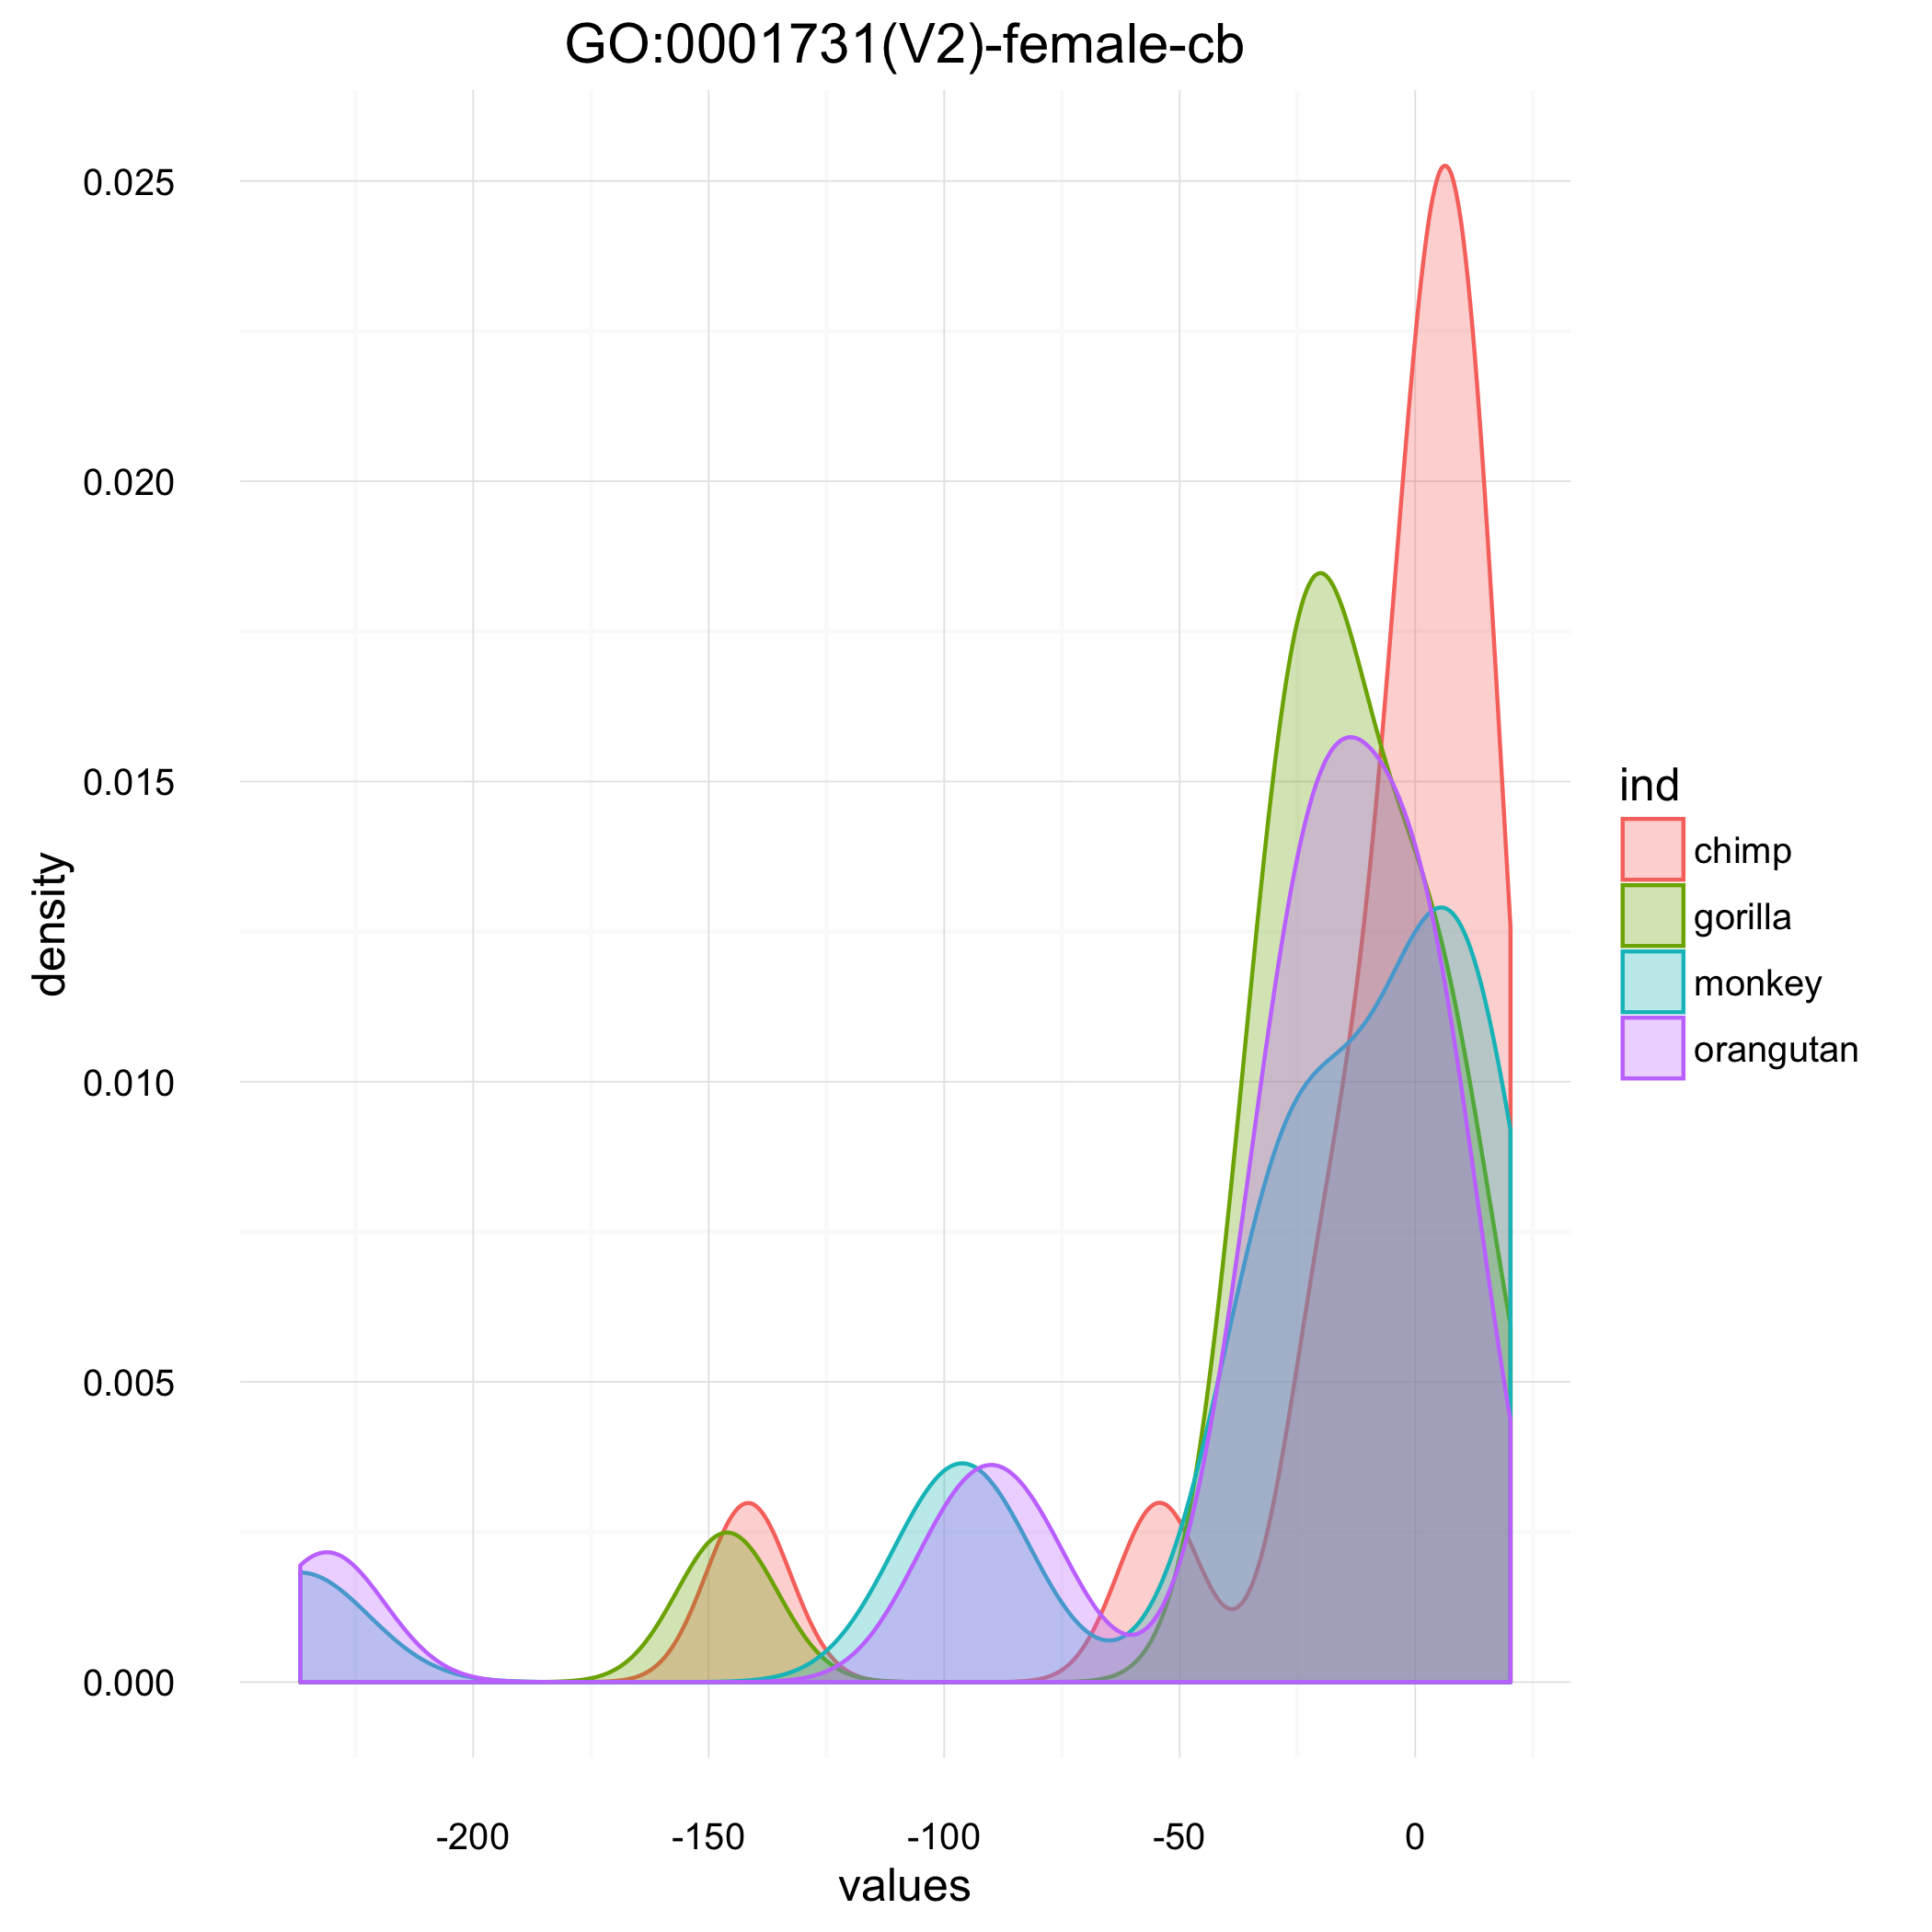 GO:0001731(V2)-female-cb
0.025
0.020
0.015
0.010
0.005
0.000
density
-200
-150
-100
-50
0
values
ind
chimp
gorilla
monkey
orangutan